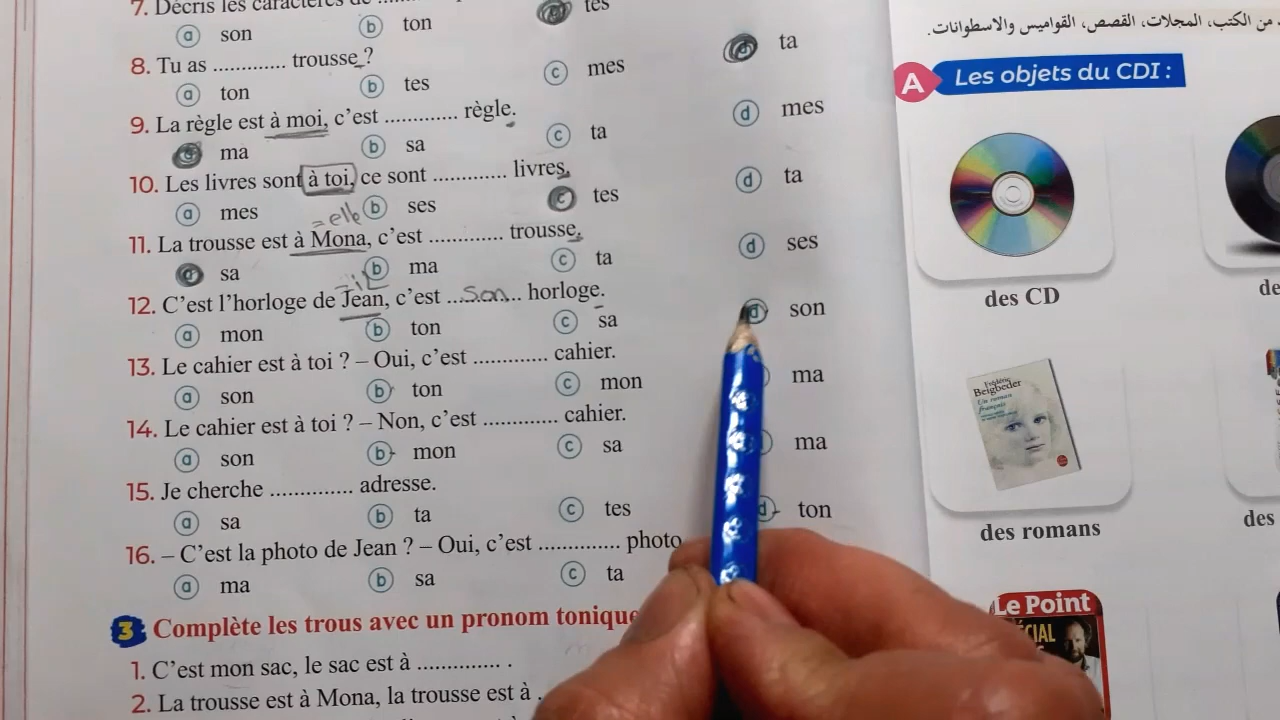 7. Décris les caractères de ........
a son b ton tes
8. Tu as ............. trousse ?
a ton b tes c mes d ta
9. La règle est à moi, c'est ............. règle.
a ma b sa c ta d mes
10. Les livres sont à toi, ce sont ............. livres.
a mes b ses c tes d ta
= elle
11. La trousse est à Mona, c'est ............. trousse.
a sa b ma c ta d ses
= il
12. C'est l'horloge de Jean, c'est ....Son.... horloge.
a mon b ton c sa d son
13. Le cahier est à toi ? – Oui, c'est ............. cahier.
a son b ton c mon ma
14. Le cahier est à toi ? – Non, c'est ............. cahier.
a son b mon c sa ma
15. Je cherche .............. adresse.
a sa b ta c tes d ton
16. – C'est la photo de Jean ? – Oui, c'est .............. photo
a ma b sa c ta
3 Complète les trous avec un pronom tonique
1. C'est mon sac, le sac est à .............. .
2. La trousse est à Mona, la trousse est à .
من الكتب، المجلات، القصص، القواميس والاسطوانات.
A Les objets du CDI :
des CD
de
Frédéric
Beigbeder
Un roman
français
des romans
des
Le Point